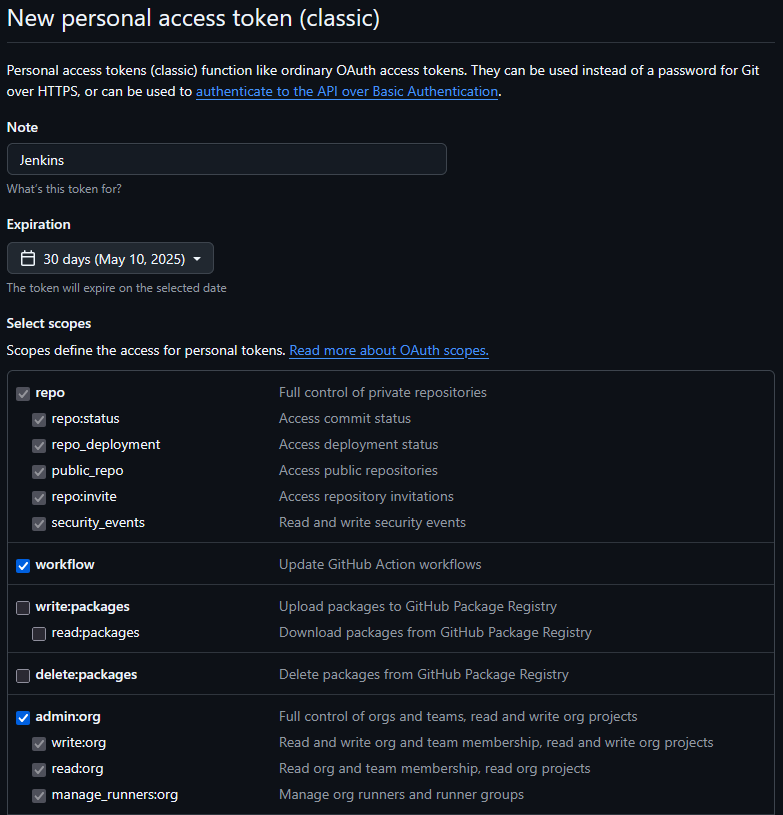 New personal access token (classic)
Personal access tokens (classic) function like ordinary OAuth access tokens. They can be used instead of a password for Git
over HTTPS, or can be used to authenticate to the API over Basic Authentication.
Note
Jenkins
What's this token for?
Expiration
30 days (May 10, 2025)
The token will expire on the selected date
Select scopes
Scopes define the access for personal tokens. Read more about OAuth scopes.
repo Full control of private repositories
repo:status Access commit status
repo_deployment Access deployment status
public_repo Access public repositories
repo:invite Access repository invitations
security_events Read and write security events
workflow Update GitHub Action workflows
write:packages Upload packages to GitHub Package Registry
read:packages Download packages from GitHub Package Registry
delete:packages Delete packages from GitHub Package Registry
admin:org Full control of orgs and teams, read and write org projects
write:org Read and write org and team membership, read and write org projects
read:org Read org and team membership, read org projects
manage_runners:org Manage org runners and runner groups